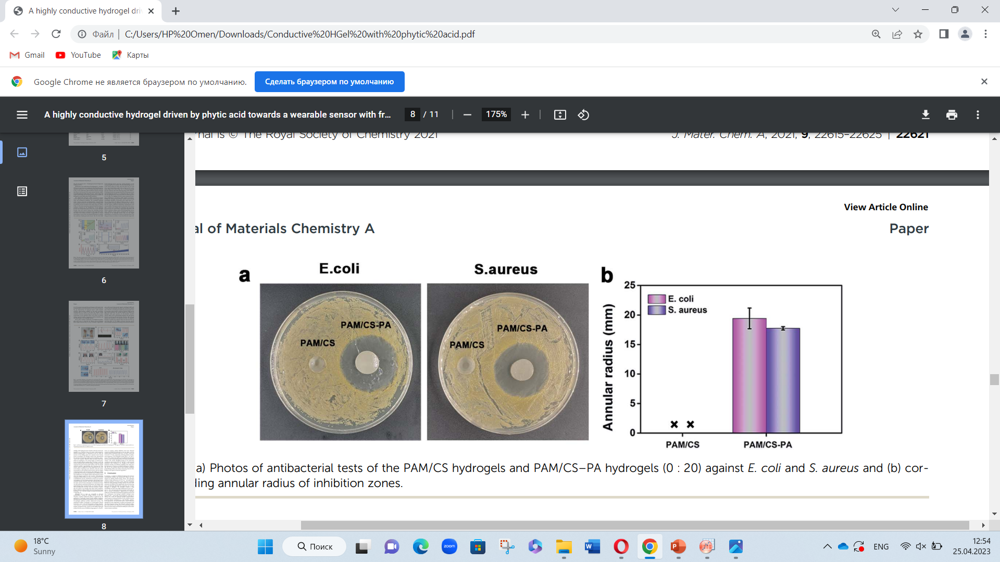 A highly conductive hydrogel dri
Файл | C:/Users/HP%20Omen/Downloads/Conductive%20HGel%20with%20phytic%20acid.pdf
Gmail YouTube Карты
Google Chrome не является браузером по умолчанию. Сделать браузером по умолчанию
A highly conductive hydrogel driven by phytic acid towards a wearable sensor with fr... 8 / 11 175%
5
6
7
8
rnal is © The Royal Society of Chemistry 2021 J. Mater. Chem. A, 2021, 9, 22615–22625 | 22621
View Article Online
al of Materials Chemistry A Paper
a E.coli S.aureus
PAM/CS-PA
PAM/CS
PAM/CS-PA
PAM/CS
b
Annular radius (mm)
25
20
15
10
5
0
E. coli
S. aureus
PAM/CS PAM/CS-PA
a) Photos of antibacterial tests of the PAM/CS hydrogels and PAM/CS–PA hydrogels (0 : 20) against E. coli and S. aureus and (b) cor-
ding annular radius of inhibition zones.
18°C
Sunny
Поиск
zoom
ENG
12:54
25.04.2023